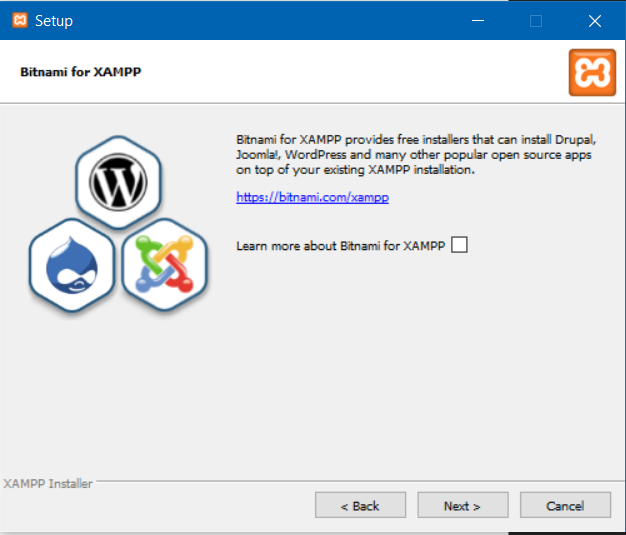 Setup
Bitnami for XAMPP
Bitnami for XAMPP provides free installers that can install Drupal,
Joomla!, WordPress and many other popular open source apps
on top of your existing XAMPP installation.
https://bitnami.com/xampp
Learn more about Bitnami for XAMPP
XAMPP Installer
< Back
Next >
Cancel